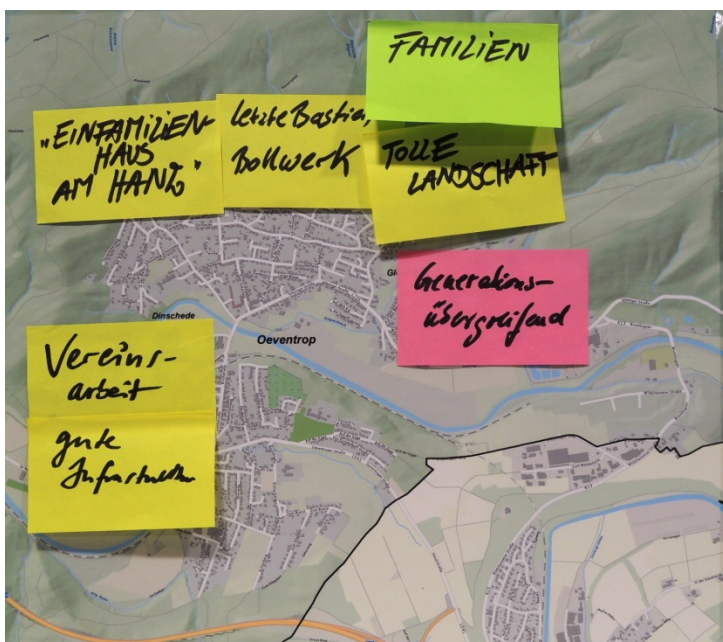 FAMILIEN
„EINFAMILIEN-
HAUS
AM HANG"
letzte Bastion,
Bollwerk
TOLLE
LANDSCHAFT
Generations-
übergreifend
Dinschede
Oeventrop
Vereins-
arbeit
gute
Infrastruktur